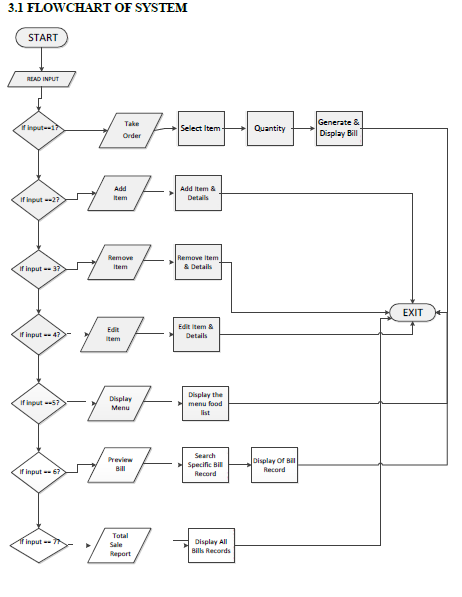 3.1 FLOWCHART OF SYSTEM
START
READ INPUT
If input==1?
Take
Order
Select Item
Quantity
Generate &
Display Bill
If input ==2?
Add
Item
Add Item &
Details
If input == 3?
Remove
Item
Remove Item
& Details
EXIT
If input == 4?
Edit
Item
Edit Item &
Details
If input ==5?
Display
Menu
Display the
menu food
list
If input == 6?
Preview
Bill
Search
Specific Bill
Record
Display Of Bill
Record
If input == 7?
Total
Sale
Report
Display All
Bills Records